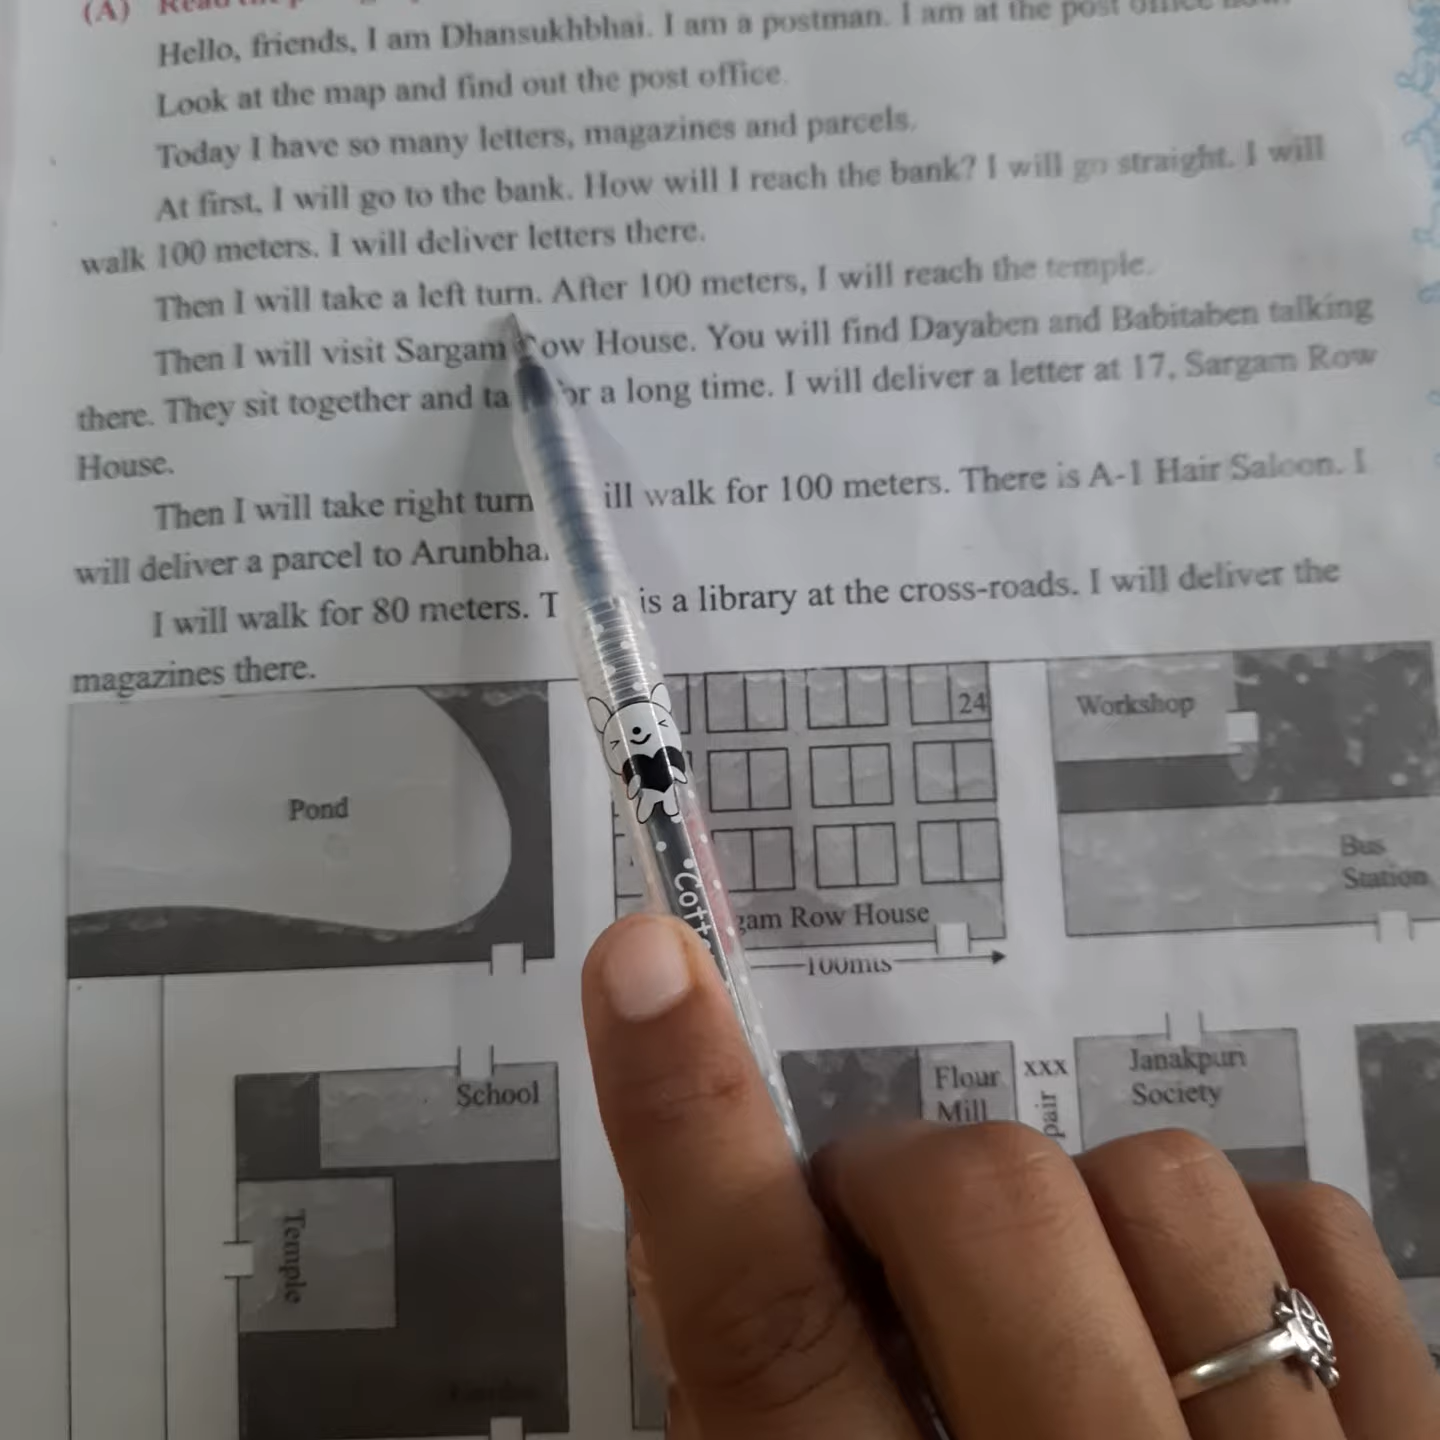 (A) Read the
Hello, friends, I am Dhansukhbhai. I am a postman. I am at the post office now.
Look at the map and find out the post office.
Today I have so many letters, magazines and parcels.
At first, I will go to the bank. How will I reach the bank? I will go straight. I will
walk 100 meters. I will deliver letters there.
Then I will take a left turn. After 100 meters, I will reach the temple.
Then I will visit Sargam ow House. You will find Dayaben and Babitaben talking
there. They sit together and ta or a long time. I will deliver a letter at 17, Sargam Row
House.
Then I will take right turn ill walk for 100 meters. There is A-1 Hair Saloon. I
will deliver a parcel to Arunbha
I will walk for 80 meters. T is a library at the cross-roads. I will deliver the
magazines there.
24
Workshop
Pond
Bus
Station
gam Row House
100mts
School
Flour
Mill
xxx
pair
Janakpuri
Society
Temple
Cott